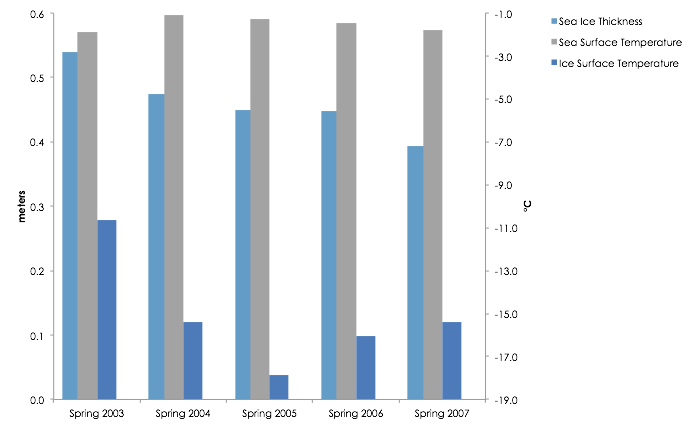 0.6
0.5
0.4
0.3
0.2
0.1
0.0
meters
-1.0
-3.0
-5.0
-7.0
-9.0
-11.0
-13.0
-15.0
-17.0
-19.0
°C
Spring 2003
Spring 2004
Spring 2005
Spring 2006
Spring 2007
Sea Ice Thickness
Sea Surface Temperature
Ice Surface Temperature